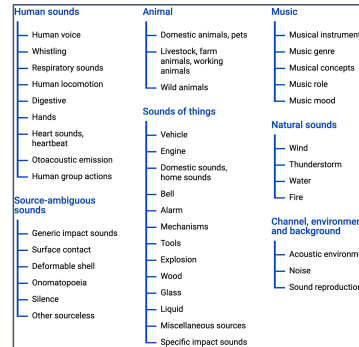 Human sounds
Human voice
Whistling
Respiratory sounds
Human locomotion
Digestive
Hands
Heart sounds,
heartbeat
Otoacoustic emission
Human group actions
Source-ambiguous
sounds
Generic impact sounds
Surface contact
Deformable shell
Onomatopoeia
Silence
Other sourceless
Animal
Domestic animals, pets
Livestock, farm
animals, working
animals
Wild animals
Sounds of things
Vehicle
Engine
Domestic sounds,
home sounds
Bell
Alarm
Mechanisms
Tools
Explosion
Wood
Glass
Liquid
Miscellaneous sources
Specific impact sounds
Music
Musical instrument
Music genre
Musical concepts
Music role
Music mood
Natural sounds
Wind
Thunderstorm
Water
Fire
Channel, environmen
and background
Acoustic environme
Noise
Sound reproduction